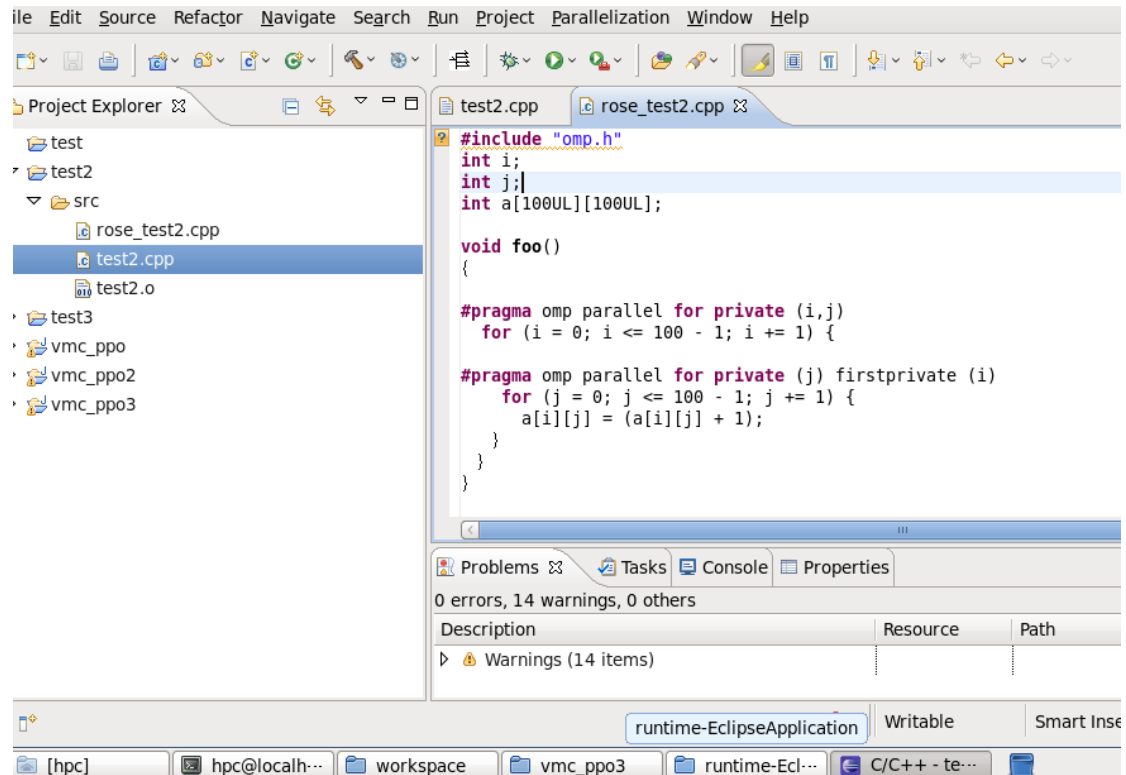 ile Edit Source Refactor Navigate Search Run Project Parallelization Window Help
Project Explorer
test
test2
src
rose_test2.cpp
test2.cpp
test2.o
test3
vmc_ppo
vmc_ppo2
vmc_ppo3
test2.cpp rose_test2.cpp
#include "omp.h"
int i;
int j;
int a[100UL][100UL];
void foo()
{
#pragma omp parallel for private (i,j)
for (i = 0; i <= 100 - 1; i += 1) {
#pragma omp parallel for private (j) firstprivate (i)
for (j = 0; j <= 100 - 1; j += 1) {
a[i][j] = (a[i][j] + 1);
}
}
}
Problems Tasks Console Properties
0 errors, 14 warnings, 0 others
Description Resource Path
Warnings (14 items)
runtime-EclipseApplication Writable Smart Inse
[hpc] hpc@localh··· workspace vmc_ppo3 runtime-Ecl··· C/C++ - te···